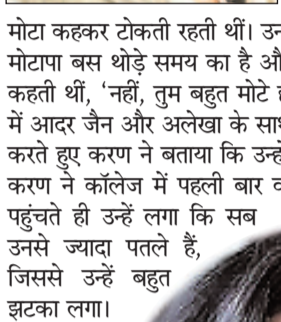 मोटा कहकर टोकती रहती थीं। उन
मोटापा बस थोड़े समय का है औ
कहती थीं, ‘नहीं, तुम बहुत मोटे ह
में आदर जैन और अलेखा के सा
करते हुए करण ने बताया कि उन्ह
करण ने कॉलेज में पहली बार व
पहुंचते ही उन्हें लगा कि सब
उनसे ज्यादा पतले हैं,
जिससे उन्हें बहुत
झटका लगा।